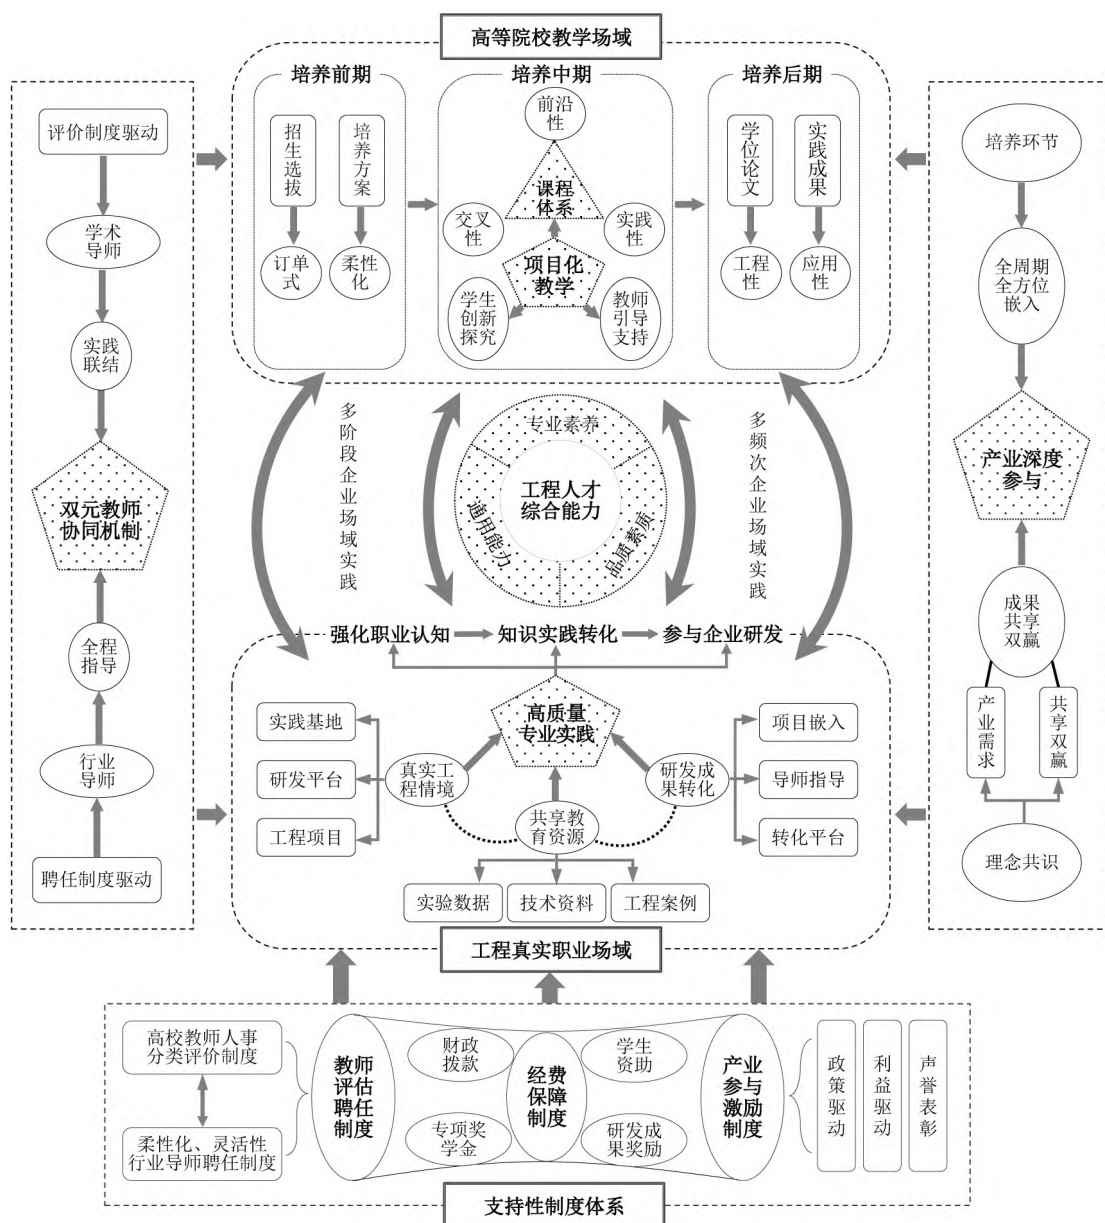 高等院校教学场域
培养前期
培养中期
培养后期
招生选拔
培养方案
订单式
柔性化
前沿性
课程
体系
交叉性
实践性
项目化
教学
学生
创新
探究
教师
引导
支持
学位论文
实践成果
工程性
应用性
评价制度驱动
学术
导师
实践
联结
双元教师
协同机制
全程
指导
行业
导师
聘任制度驱动
多阶段企业场域实践
专业素养
通用能力
品质素质
工程人才
综合能力
多频次企业场域实践
培养环节
全周期
全方位
嵌入
产业深度
参与
成果
共享
双赢
产业需求
共享双赢
理念共识
强化职业认知
知识实践转化
参与企业研发
高质量
专业实践
实践基地
研发平台
工程项目
真实工
程情境
共享教
育资源
研发成
果转化
项目嵌入
导师指导
转化平台
实验数据
技术资料
工程案例
工程真实职业场域
高校教师人事
分类评价制度
柔性化、灵活性
行业导师聘任制度
教师
评估
聘任
制度
财政
拨款
专项奖
学金
经费
保障
制度
学生
资助
研发成
果奖励
产业
参与
激励
制度
政策驱动
利益驱动
声誉表彰
支持性制度体系